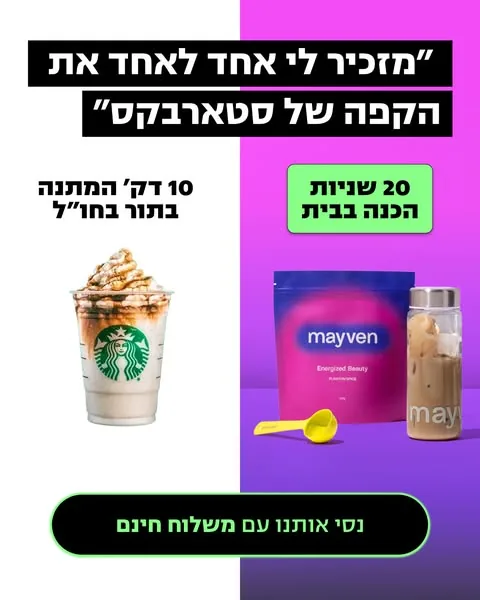 "מזכיר לי אחד לאחד את
הקפה של סטארבקס"
10 דק' המתנה
בתור בחו"ל
20 שניות
הכנה בבית
mayven
Energized Beauty
mayv
נסי אותנו עם משלוח חינם